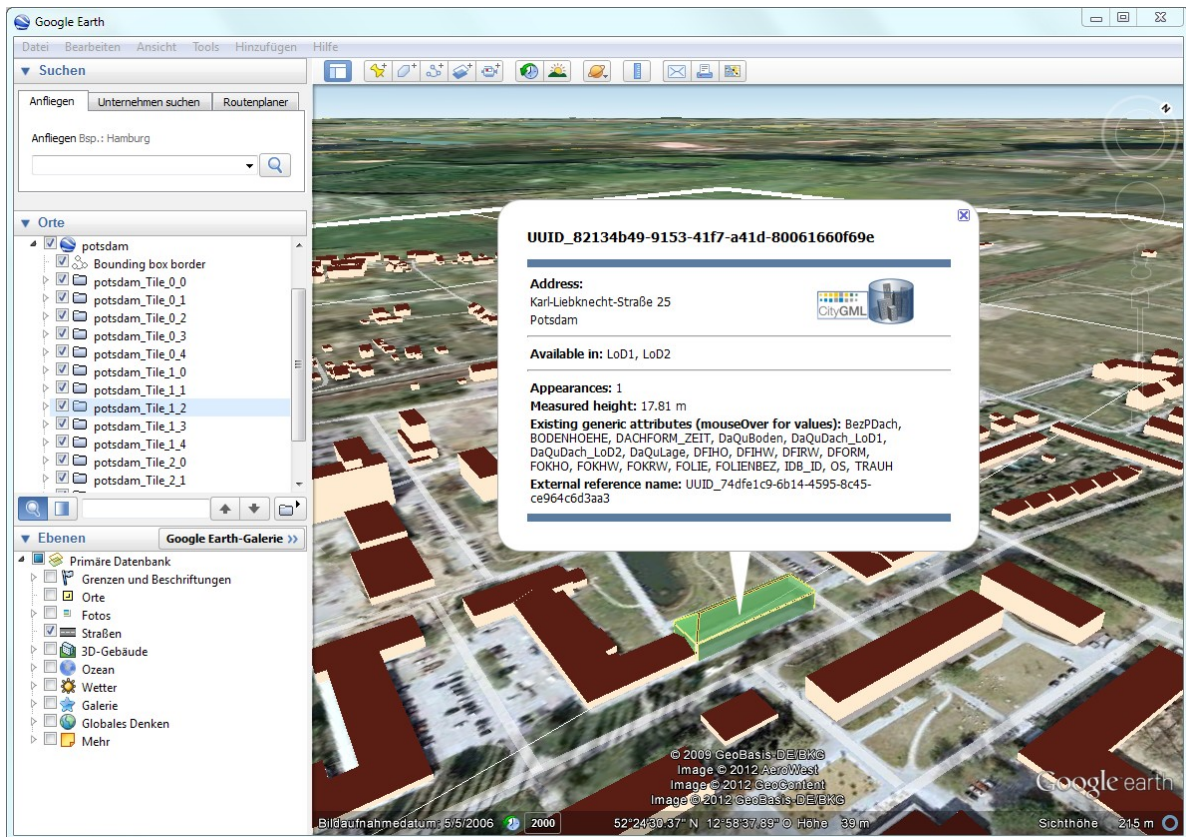 Google Earth
Datei Bearbeiten Ansicht Tools Hinzufügen Hilfe
Suchen
Anfliegen Unternehmen suchen Routenplaner
Anfliegen Bsp.: Hamburg
Orte
potsdam
Bounding box border
potsdam_Tile_0_0
potsdam_Tile_0_1
potsdam_Tile_0_2
potsdam_Tile_0_3
potsdam_Tile_0_4
potsdam_Tile_1_0
potsdam_Tile_1_1
potsdam_Tile_1_2
potsdam_Tile_1_3
potsdam_Tile_1_4
potsdam_Tile_2_0
potsdam_Tile_2_1
Ebenen Google Earth-Galerie >>
Primäre Datenbank
Grenzen und Beschriftungen
Orte
Fotos
Straßen
3D-Gebäude
Ozean
Wetter
Galerie
Globales Denken
Mehr
N
UUID_82134b49-9153-41f7-a41d-80061660f69e
Address:
Karl-Liebknecht-Straße 25
Potsdam
CityGML
Available in: LoD1, LoD2
Appearances: 1
Measured height: 17.81 m
Existing generic attributes (mouseOver for values): BezPDach,
BODENHOEHE, DACHFORM_ZEIT, DaQuBoden, DaQuDach_LoD1,
DaQuDach_LoD2, DaQuLage, DFIHO, DFIHW, DFIRW, DFORM,
FOKHO, FOKHW, FOKRW, FOLIE, FOLIENBEZ, IDB_ID, OS, TRAUH
External reference name: UUID_74dfe1c9-6b14-4595-8c45-
ce964c6d3aa3
© 2009 GeoBasis-DE/BKG
Image © 2012 AeroWest
Image © 2012 GeoContent
Image © 2012 GeoBasis-DE/BKG
Google earth
Bildaufnahmedatum: 5/5/2006 2000 52°24'30.37" N 12°58'37.89" O Höhe 39 m Sichthöhe 215 m